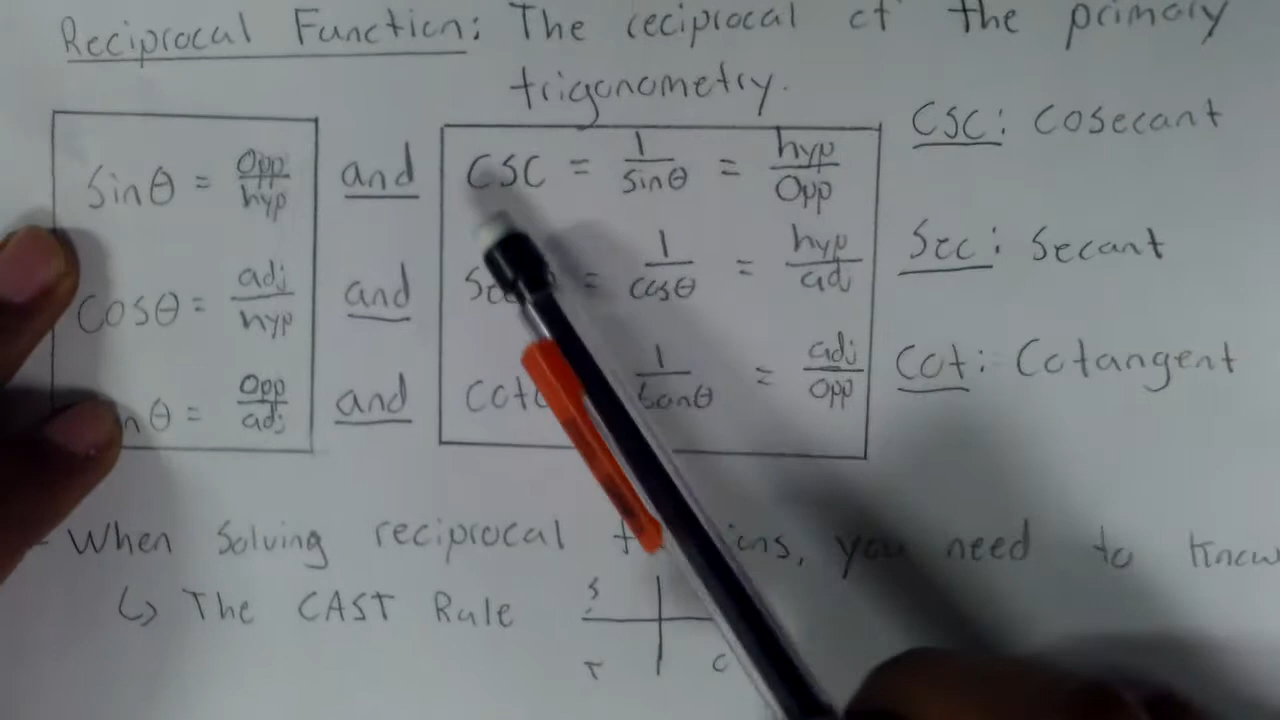 Reciprocal Function: The reciprocal of the primary
trigonometry.
Sinθ = Opp/hyp and CSC = 1/Sinθ = hyp/Opp CSC: Cosecant
Cosθ = adj/hyp and = 1/cosθ = hyp/adj Sec: Secant
θ = Opp/adj and 1/tanθ = adj/Opp Cot: Cotangent
- When Solving reciprocal you need to know
↳ The CAST Rule
S
T C